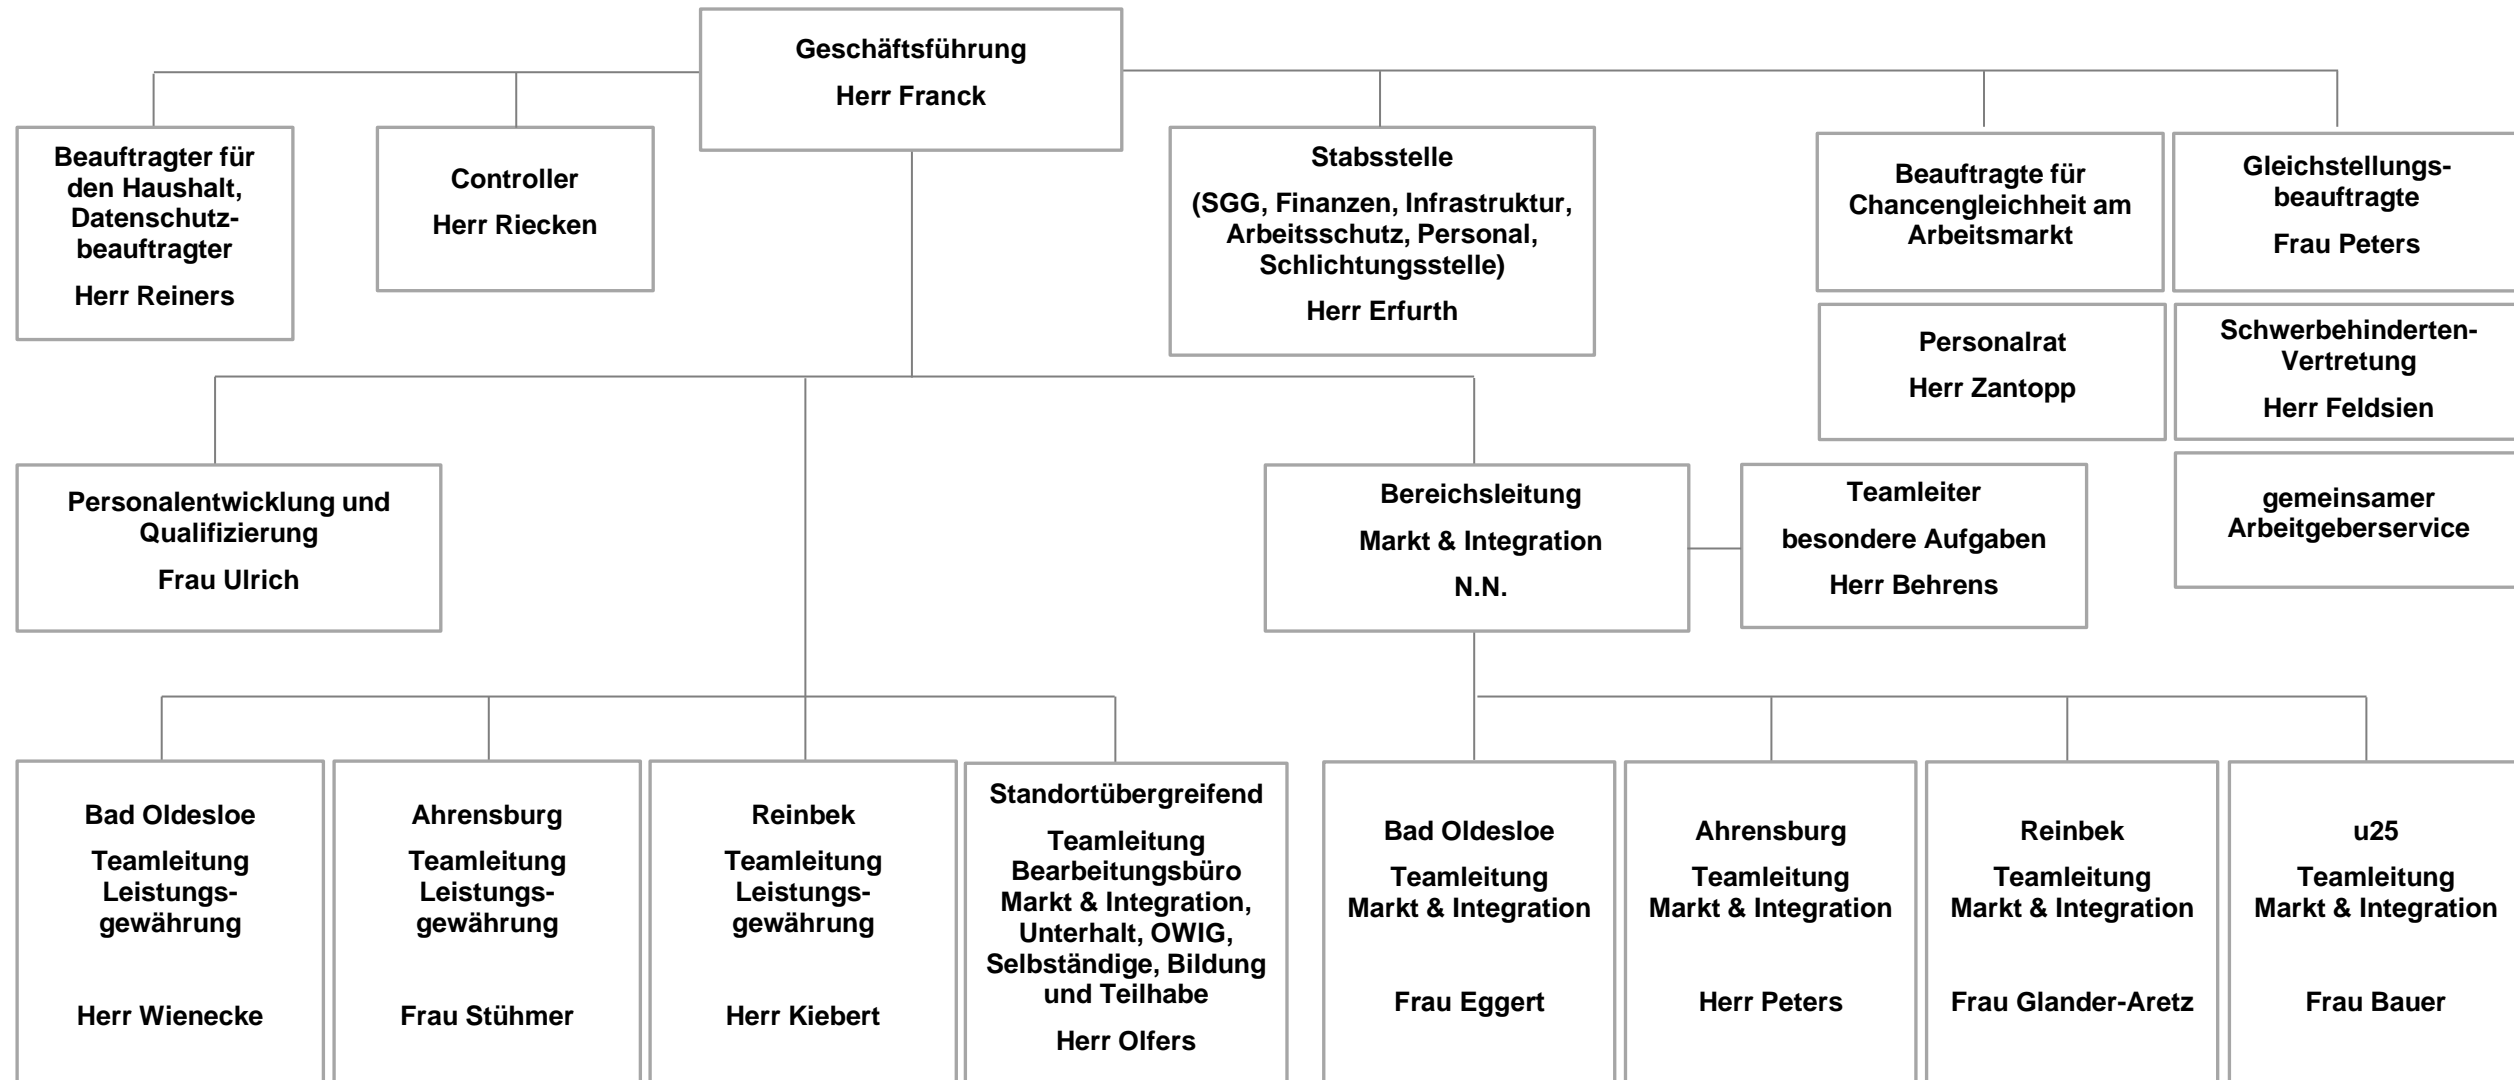 Geschäftsführung
Herr Franck
Beauftragter für
den Haushalt,
Datenschutz-
beauftragter
Herr Reiners
Controller
Herr Riecken
Stabsstelle
(SGG, Finanzen, Infrastruktur,
Arbeitsschutz, Personal,
Schlichtungsstelle)
Herr Erfurth
Beauftragte für
Chancengleichheit am
Arbeitsmarkt
Gleichstellungs-
beauftragte
Frau Peters
Personalrat
Herr Zantopp
Schwerbehinderten-
Vertretung
Herr Feldsien
Personalentwicklung und
Qualifizierung
Frau Ulrich
Bereichsleitung
Markt & Integration
N.N.
Teamleiter
besondere Aufgaben
Herr Behrens
gemeinsamer
Arbeitgeberservice
Bad Oldesloe
Teamleitung
Leistungs-
gewährung
Herr Wienecke
Ahrensburg
Teamleitung
Leistungs-
gewährung
Frau Stühmer
Reinbek
Teamleitung
Leistungs-
gewährung
Herr Kiebert
Standortübergreifend
Teamleitung
Bearbeitungsbüro
Markt & Integration,
Unterhalt, OWIG,
Selbständige, Bildung
und Teilhabe
Herr Olfers
Bad Oldesloe
Teamleitung
Markt & Integration
Frau Eggert
Ahrensburg
Teamleitung
Markt & Integration
Herr Peters
Reinbek
Teamleitung
Markt & Integration
Frau Glander-Aretz
u25
Teamleitung
Markt & Integration
Frau Bauer